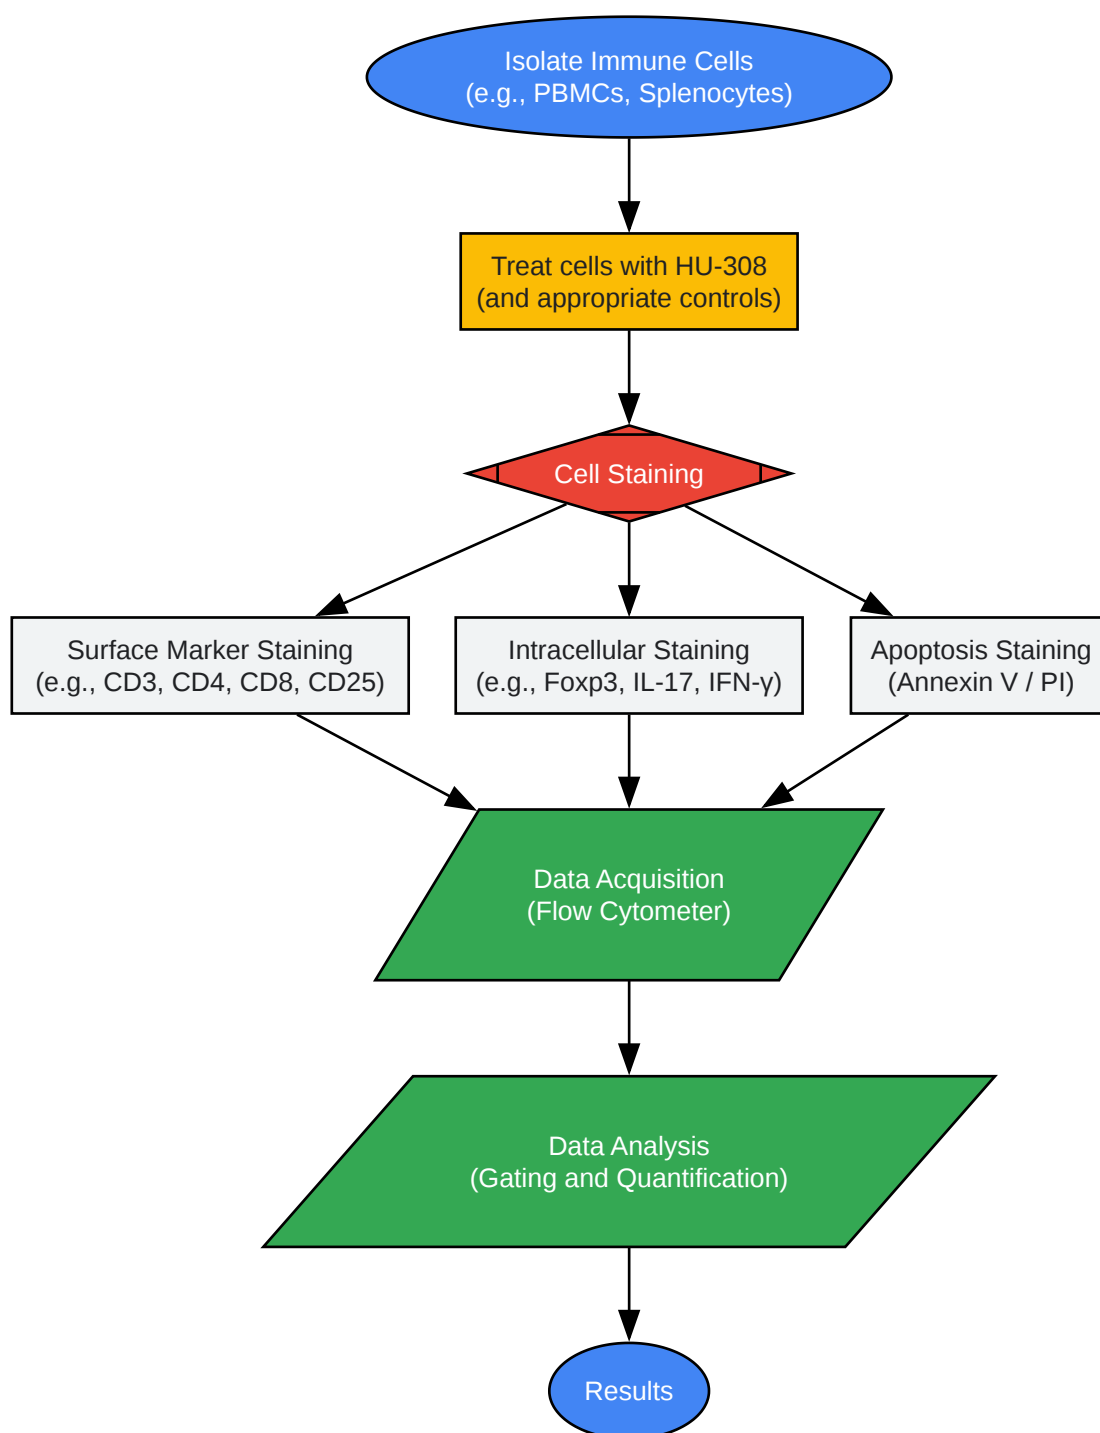 Isolate Immune Cells
(e.g., PBMCs, Splenocytes)
Treat cells with HU-308
(and appropriate controls)
Cell Staining
Surface Marker Staining
(e.g., CD3, CD4, CD8, CD25)
Intracellular Staining
(e.g., Foxp3, IL-17, IFN-γ)
Apoptosis Staining
(Annexin V / PI)
Data Acquisition
(Flow Cytometer)
Data Analysis
(Gating and Quantification)
Results